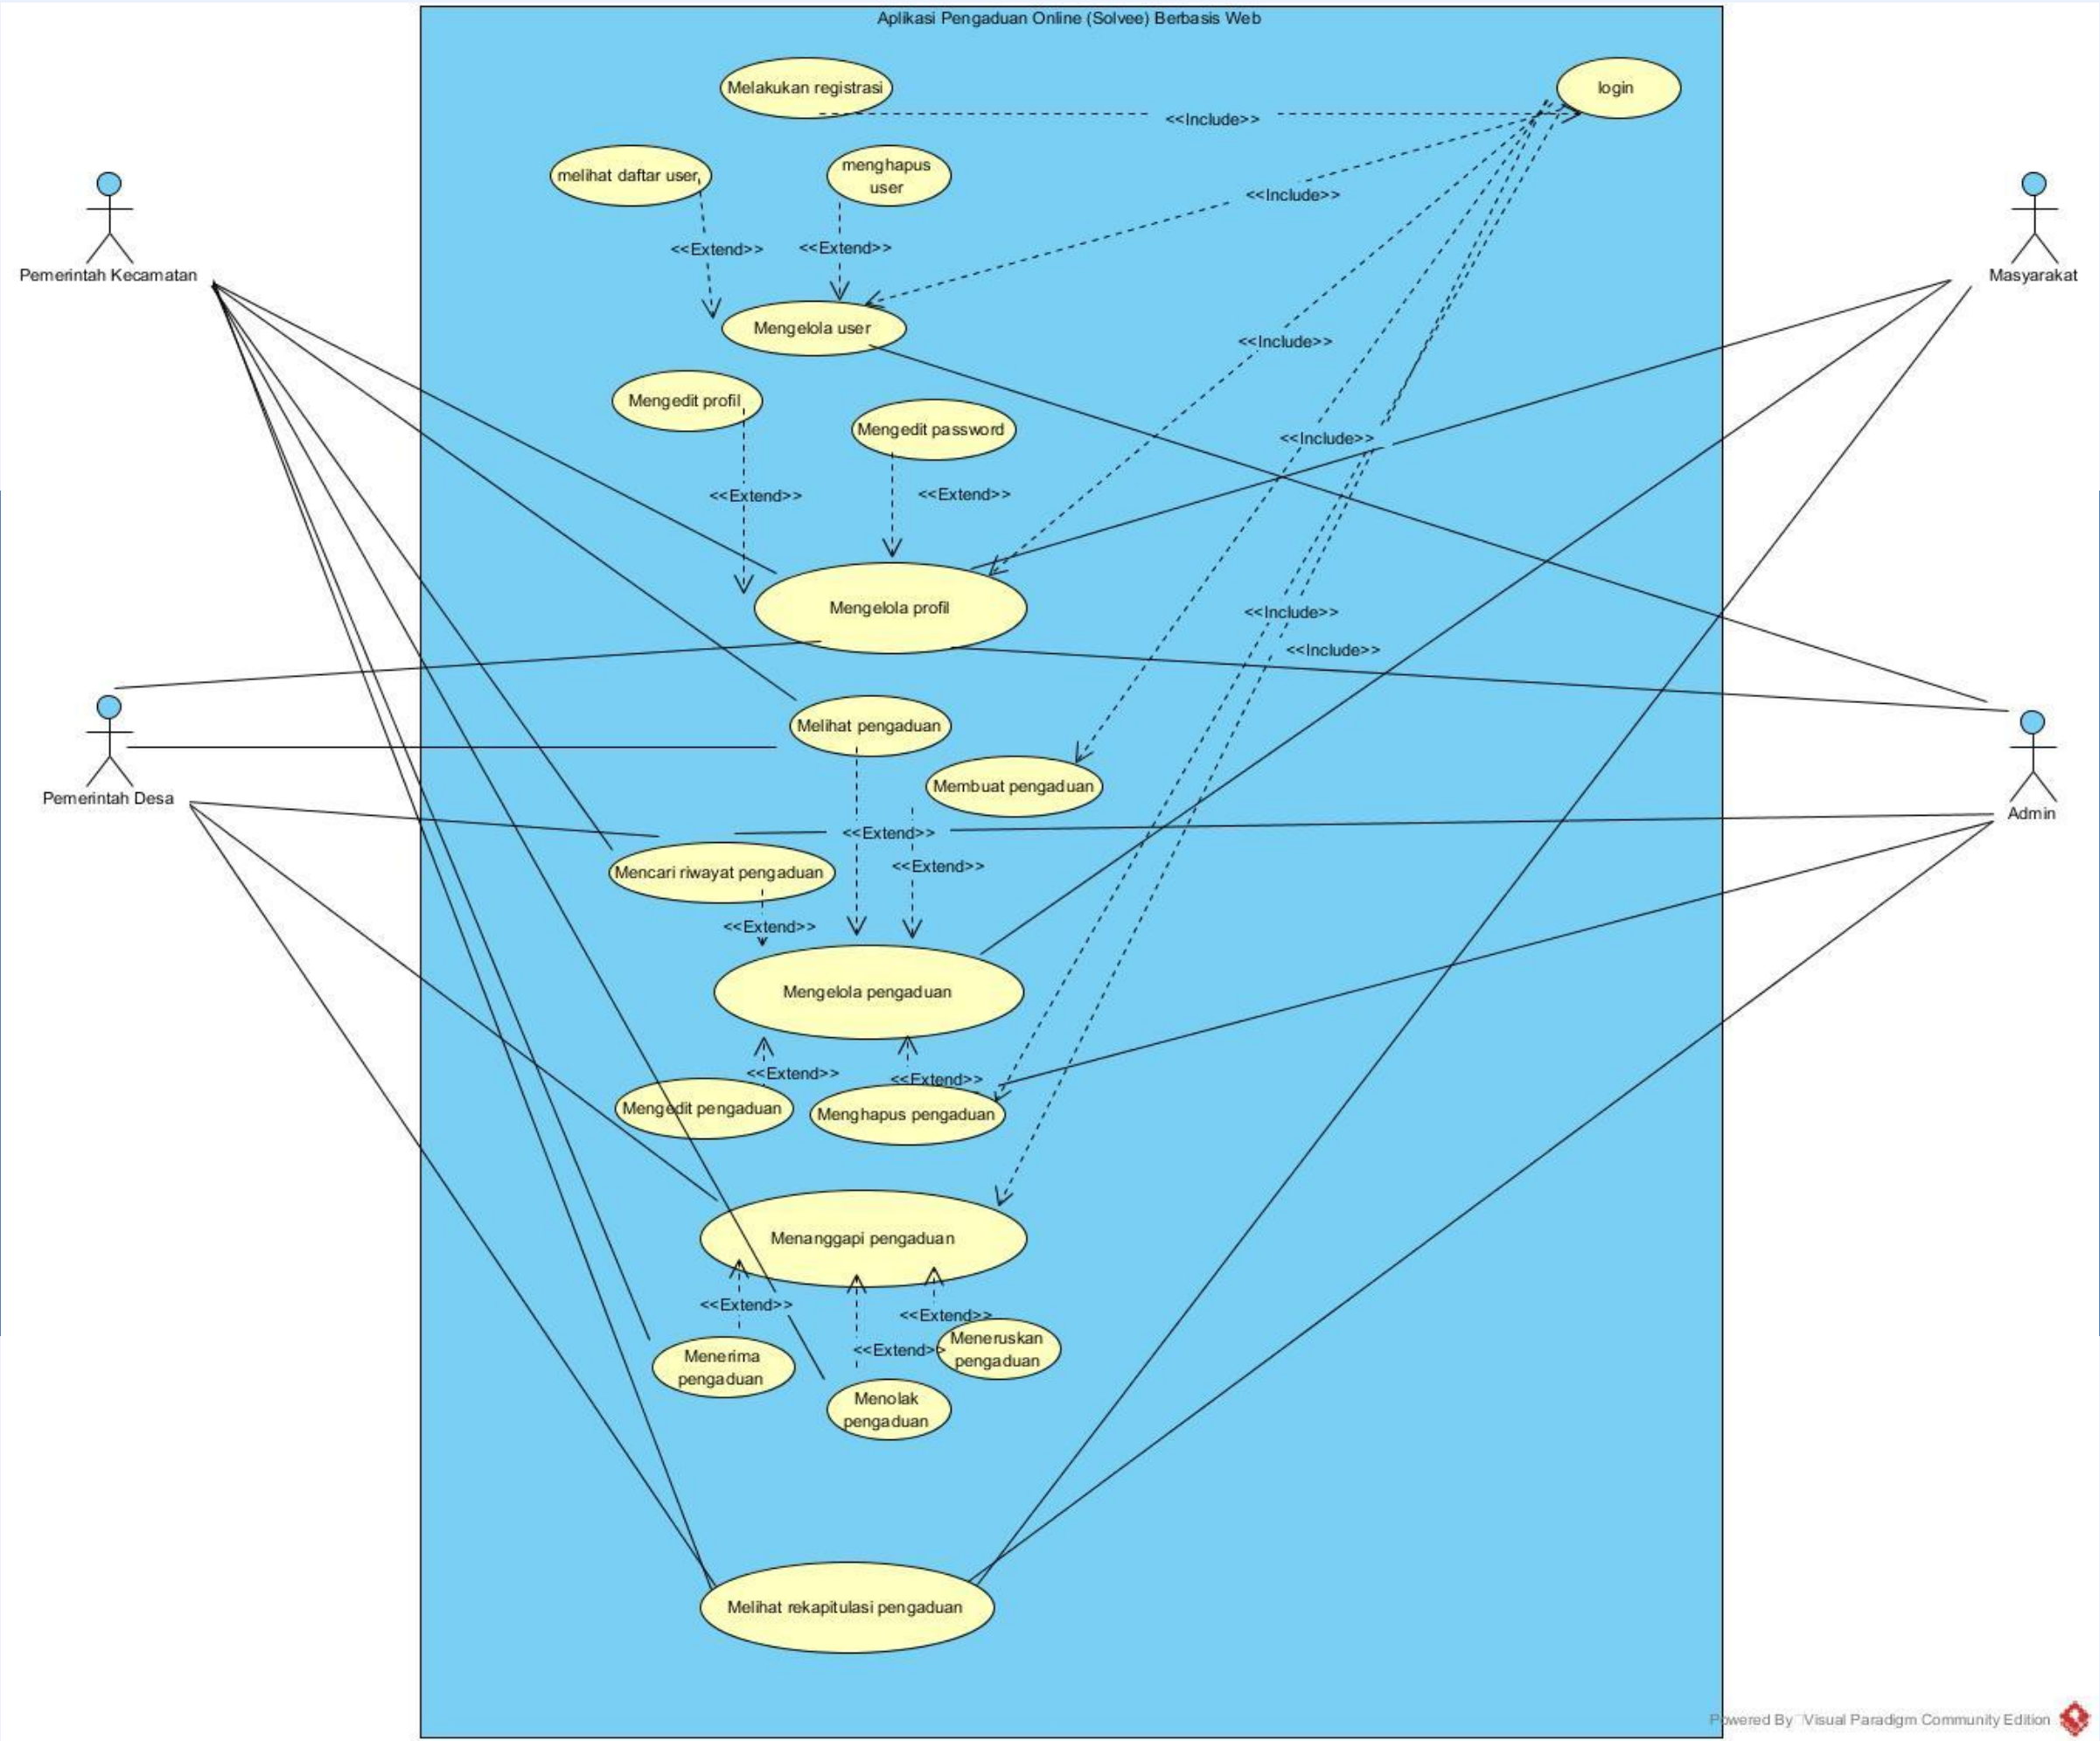 Aplikasi Pengaduan Online (Solvee) Berbasis Web
Melakukan registrasi
login
<<Include>>
melihat daftar user
menghapus
user
<<Include>>
<<Extend>>
<<Extend>>
Pemerintah Kecamatan
Masyarakat
Mengelola user
<<Include>>
Mengedit profil
Mengedit password
<<Include>>
<<Extend>>
<<Extend>>
Mengelola profil
<<Include>>
<<Include>>
Melihat pengaduan
Membuat pengaduan
Pemerintah Desa
Admin
<<Extend>>
<<Extend>>
Mencari riwayat pengaduan
<<Extend>>
Mengelola pengaduan
<<Extend>>
<<Extend>>
Mengedit pengaduan
Menghapus pengaduan
Menanggapi pengaduan
<<Extend>>
<<Extend>>
<<Extend>>
Meneruskan
pengaduan
Menerima
pengaduan
Menolak
pengaduan
Melihat rekapitulasi pengaduan
Powered By Visual Paradigm Community Edition